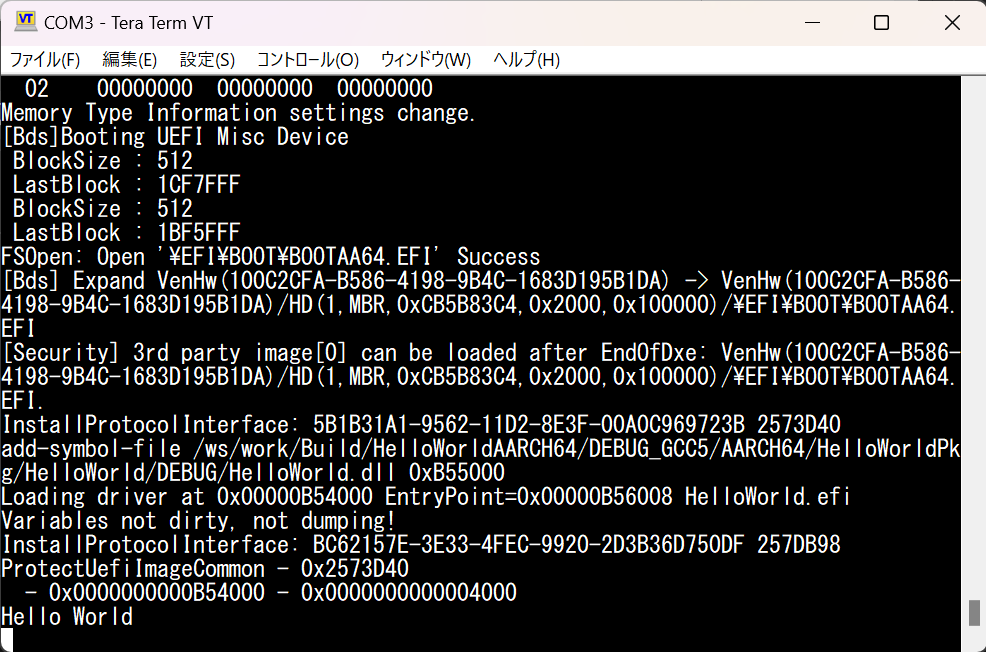 COM3 - Tera Term VT
ファイル(F) 編集(E) 設定(S) コントロール(O) ウィンドウ(W) ヘルプ(H)
02 00000000 00000000 00000000
Memory Type Information settings change.
[Bds]Booting UEFI Misc Device
BlockSize : 512
LastBlock : 1CF7FFF
BlockSize : 512
LastBlock : 1BF5FFF
FSOpen: Open '¥EFI¥BOOT¥BOOTAA64.EFI' Success
[Bds] Expand VenHw(100C2CFA-B586-4198-9B4C-1683D195B1DA) -> VenHw(100C2CFA-B586-
4198-9B4C-1683D195B1DA)/HD(1,MBR,0xCB5B83C4,0x2000,0x100000)/¥EFI¥BOOT¥BOOTAA64.
EFI
[Security] 3rd party image[0] can be loaded after EndOfDxe: VenHw(100C2CFA-B586-
4198-9B4C-1683D195B1DA)/HD(1,MBR,0xCB5B83C4,0x2000,0x100000)/¥EFI¥BOOT¥BOOTAA64.
EFI.
InstallProtocolInterface: 5B1B31A1-9562-11D2-8E3F-00A0C969723B 2573D40
add-symbol-file /ws/work/Build/HelloWorldAARCH64/DEBUG_GCC5/AARCH64/HelloWorldPk
g/HelloWorld/DEBUG/HelloWorld.dll 0xB55000
Loading driver at 0x00000B54000 EntryPoint=0x00000B56008 HelloWorld.efi
Variables not dirty, not dumping!
InstallProtocolInterface: BC62157E-3E33-4FEC-9920-2D3B36D750DF 257DB98
ProtectUefiImageCommon - 0x2573D40
- 0x0000000000B54000 - 0x0000000000004000
Hello World